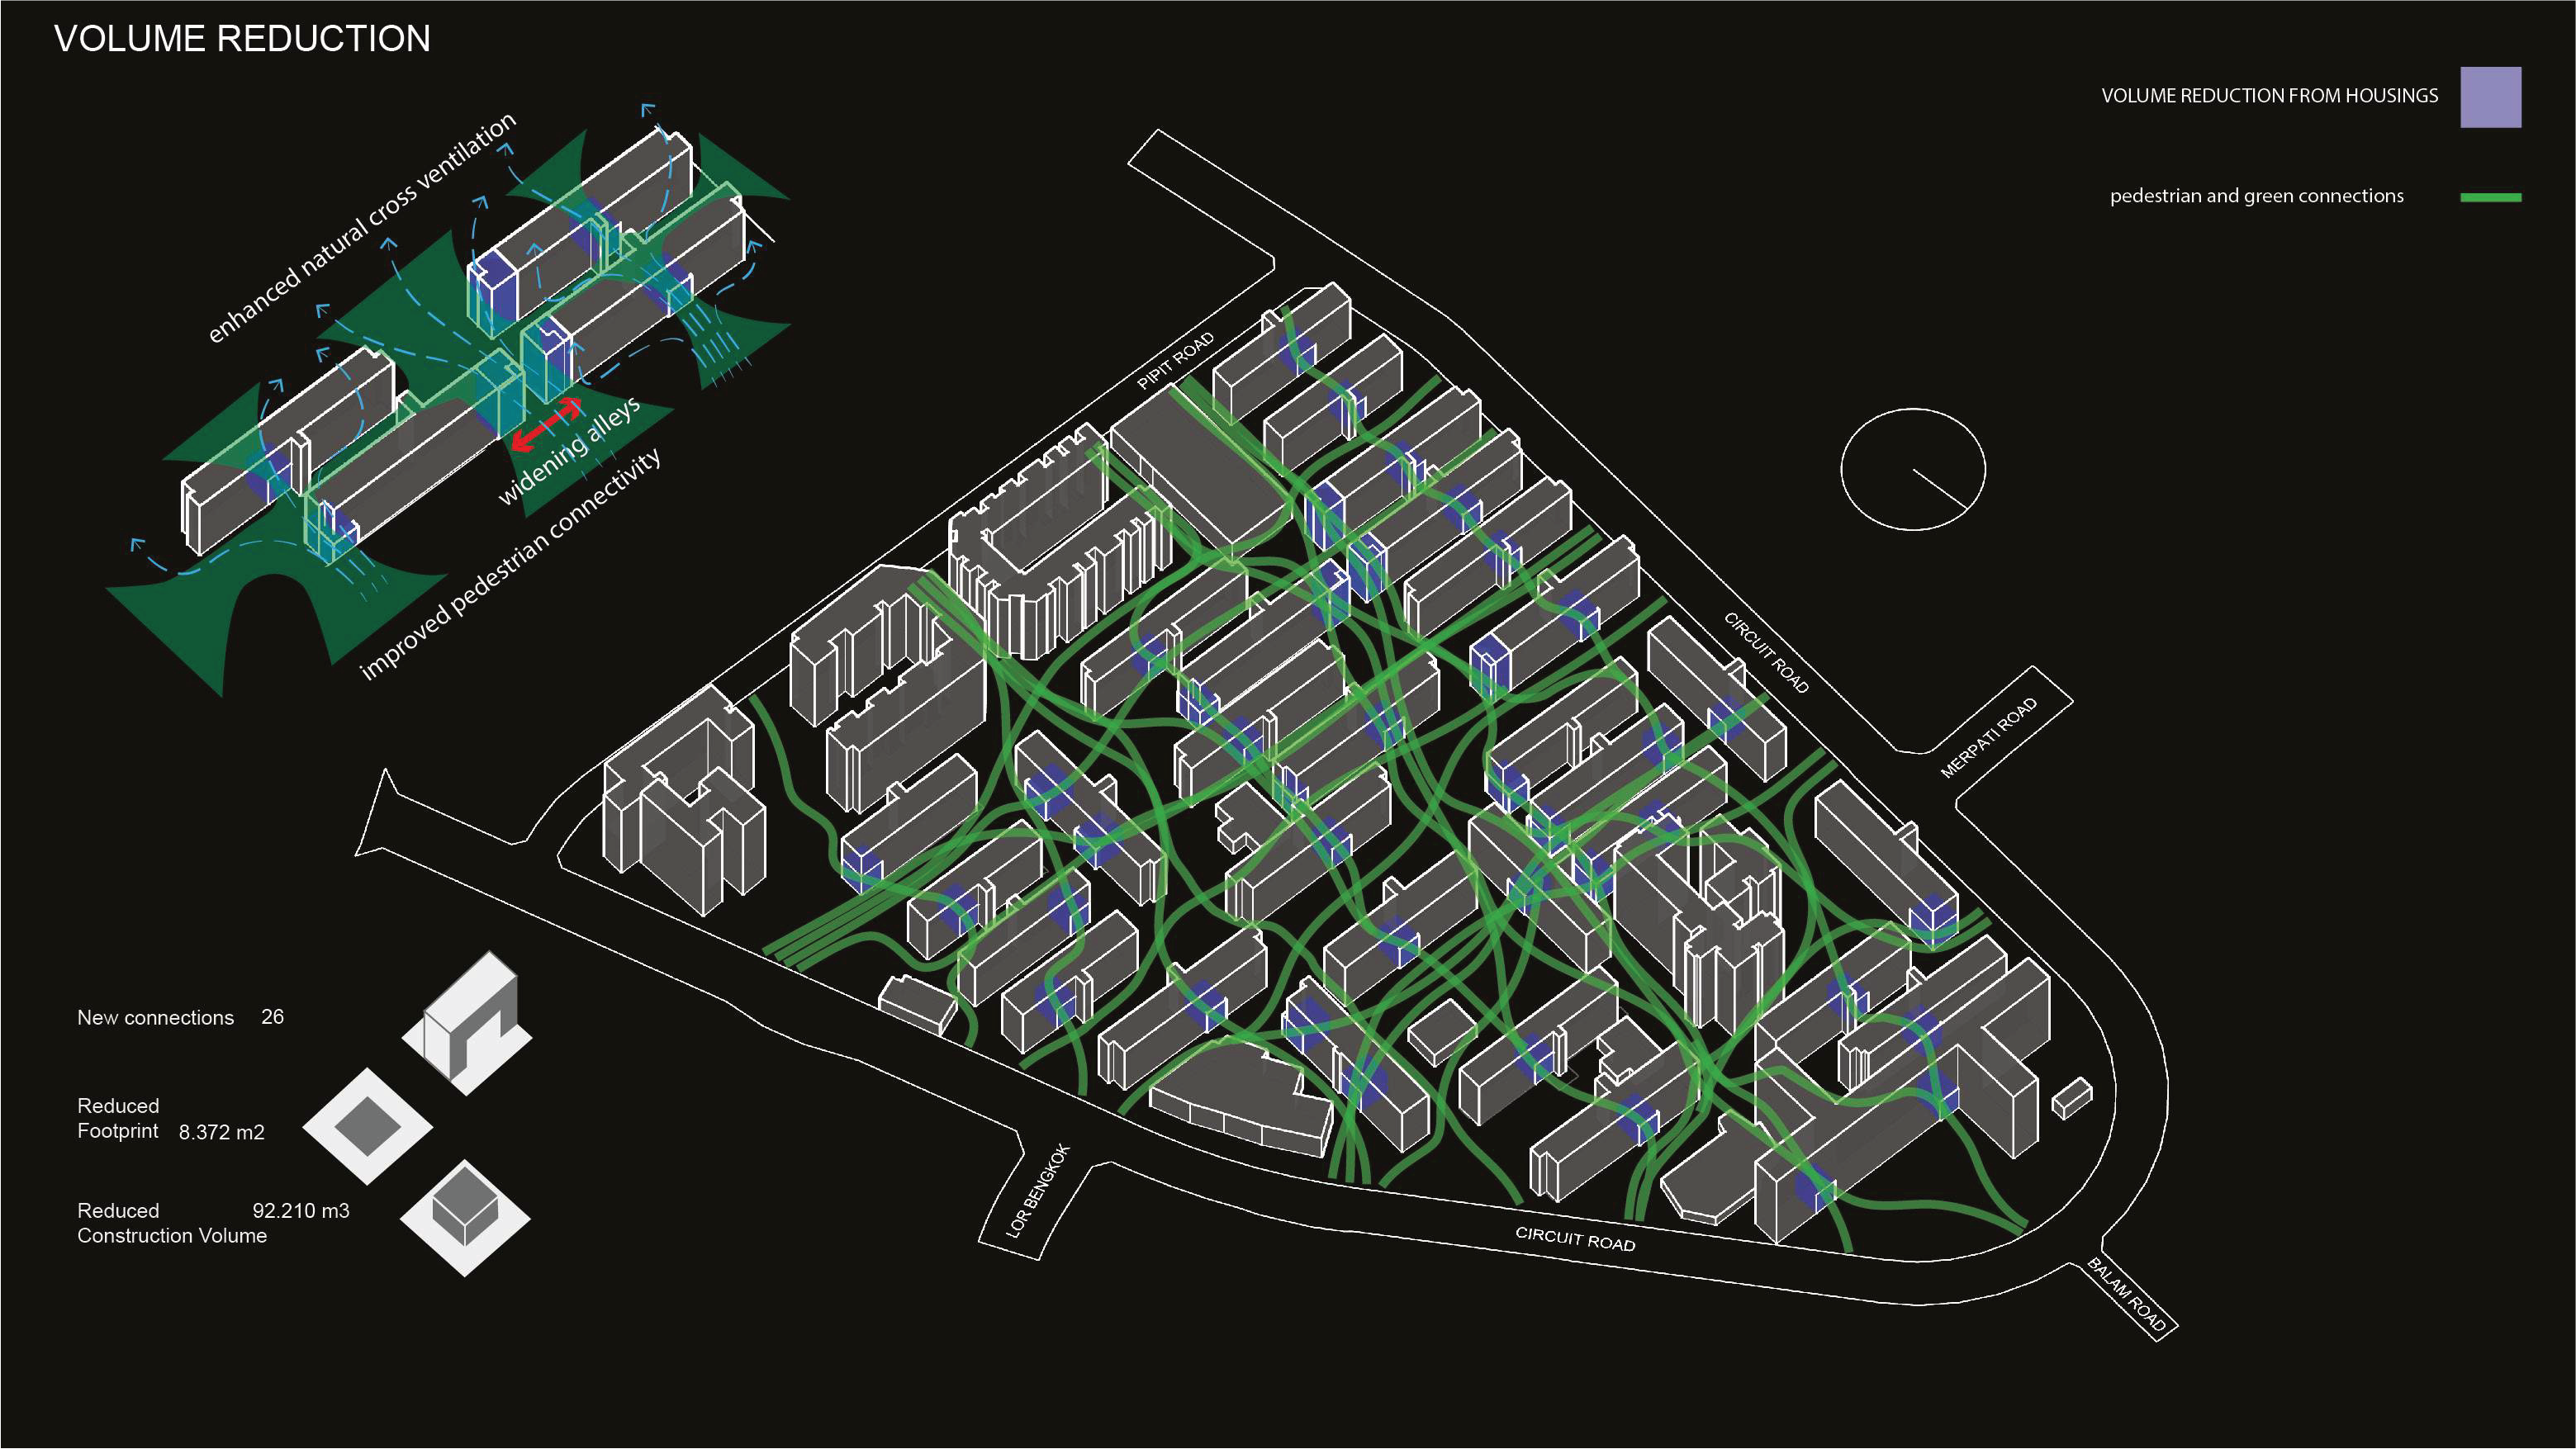 VOLUME REDUCTION
VOLUME REDUCTION FROM HOUSINGS
pedestrian and green connections
enhanced natural cross ventilation
widening alleys
improved pedestrian connectivity
PIPIT ROAD
CIRCUIT ROAD
MERPATI ROAD
New connections 26
Reduced
Footprint 8.372 m2
Reduced 92.210 m3
Construction Volume
LOR BENGKOK
CIRCUIT ROAD
BALAM ROAD